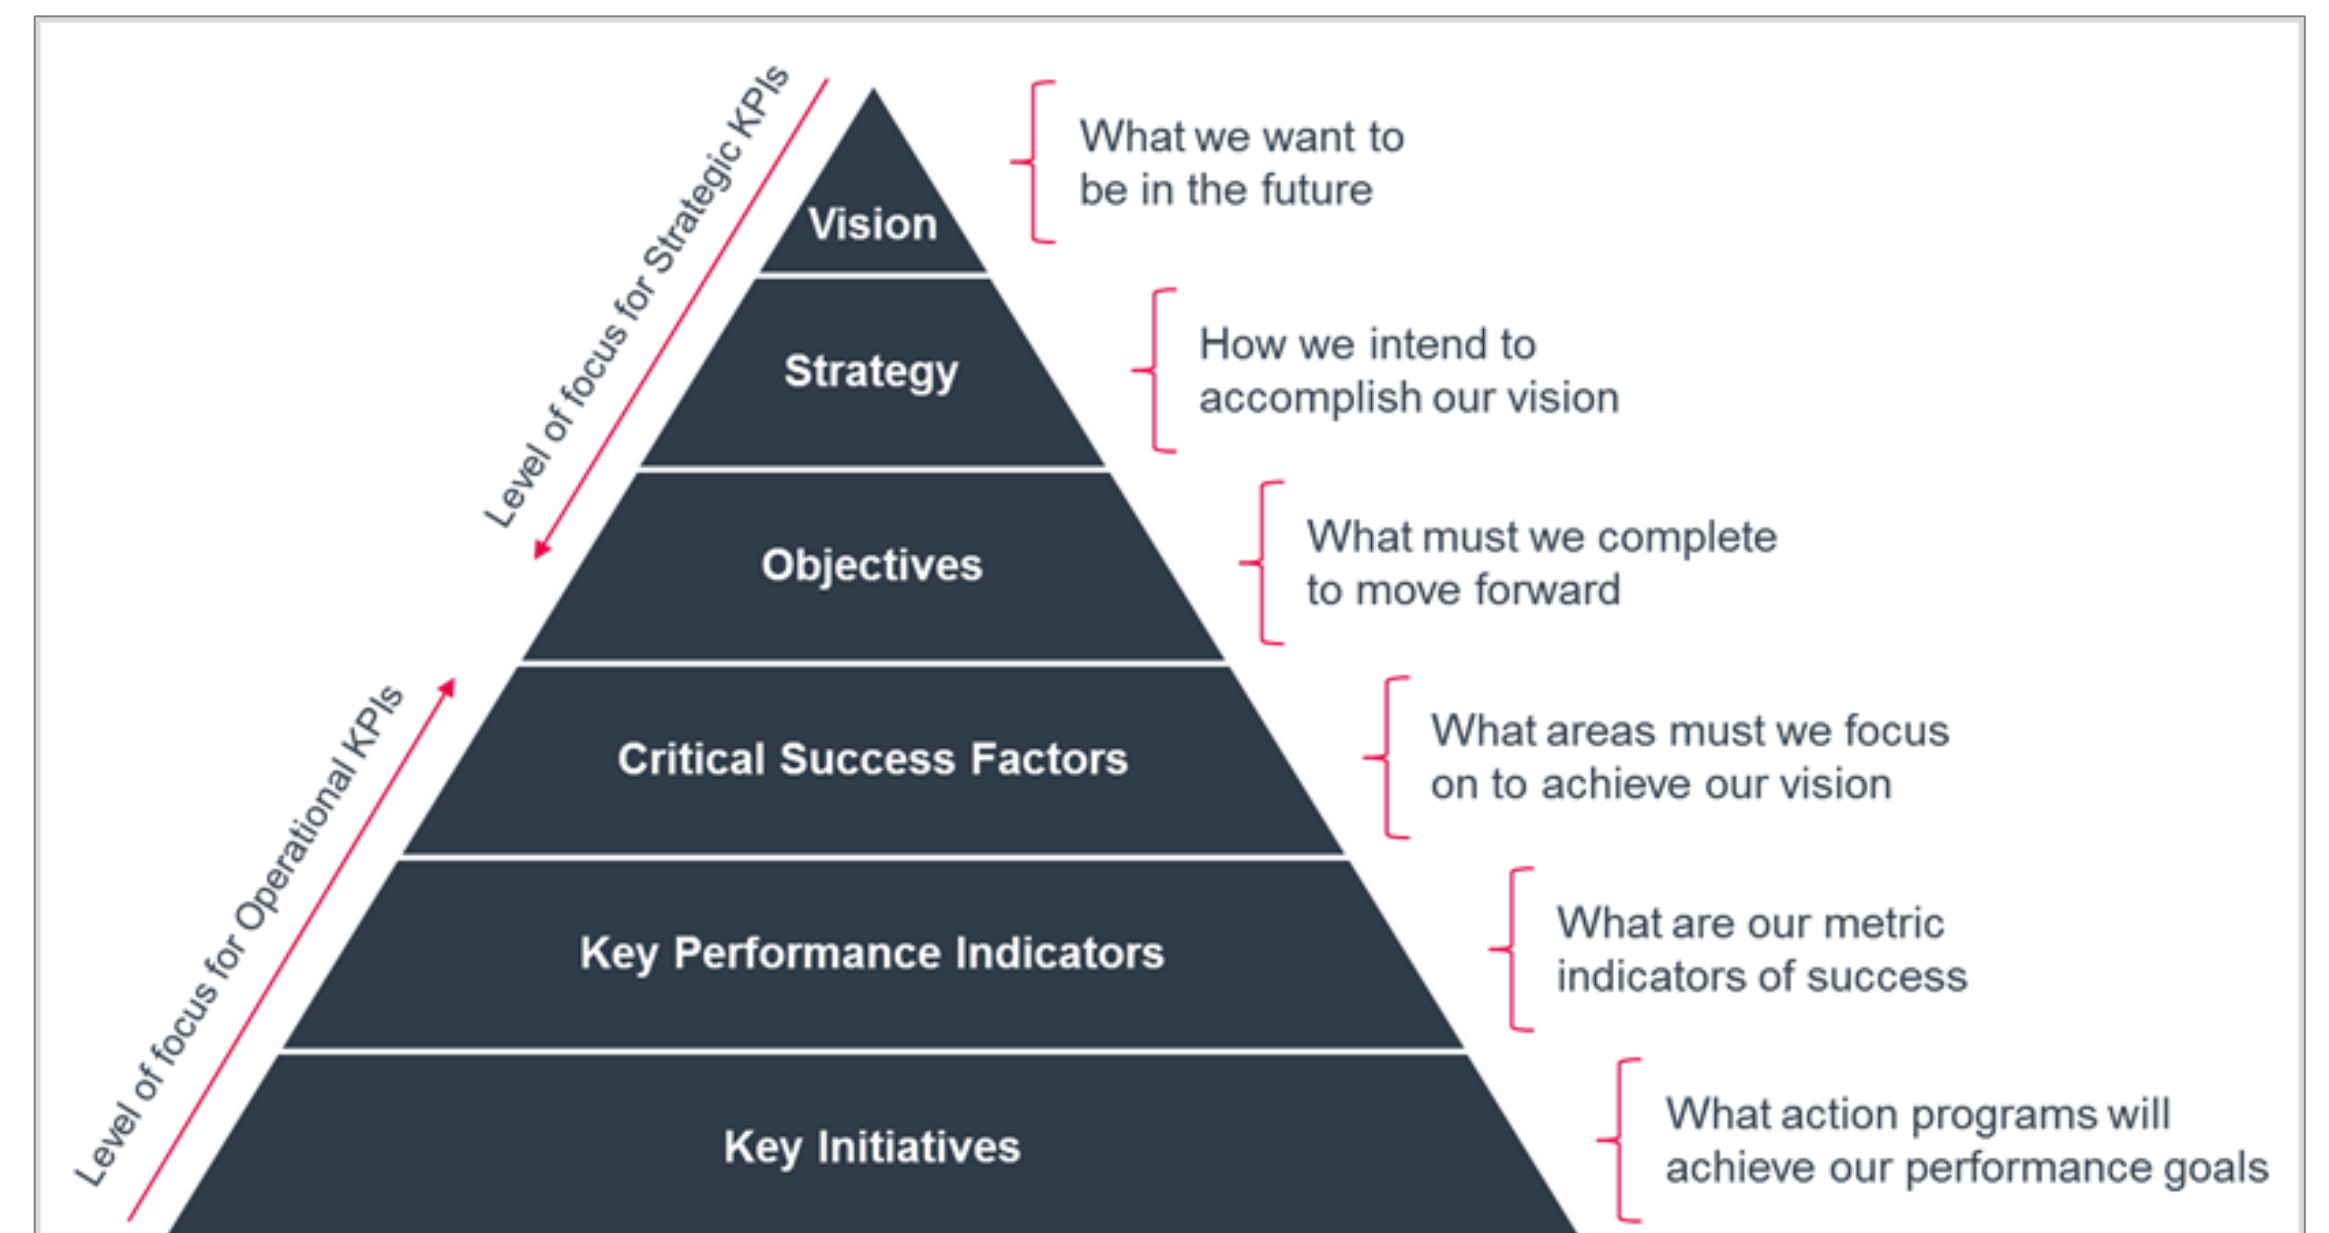 Level of focus for Strategic KPIs
Vision
What we want to
be in the future
Strategy
How we intend to
accomplish our vision
Objectives
What must we complete
to move forward
Level of focus for Operational KPIs
Critical Success Factors
What areas must we focus
on to achieve our vision
Key Performance Indicators
What are our metric
indicators of success
Key Initiatives
What action programs will
achieve our performance goals